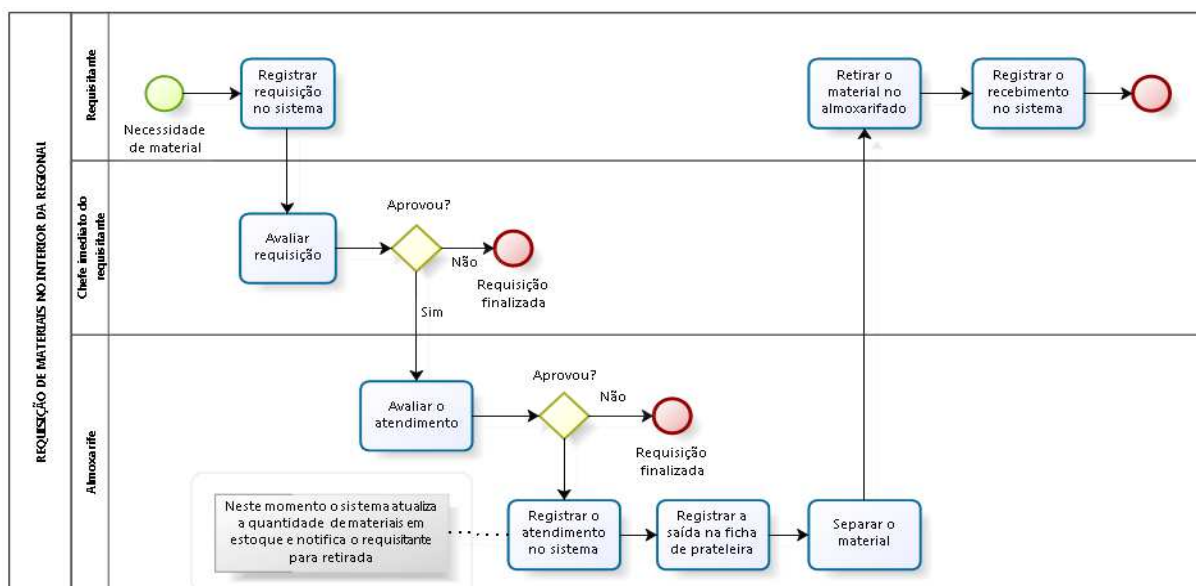 REQUISIÇÃO DE MATERIAIS NO INTERIOR DA REGIONAL
Requisitante
Necessidade
de material
Registrar
requisição
no sistema
Retirar o
material no
almoxarifado
Registrar o
recebimento
no sistema
Chefe imediato do
requisitante
Avaliar
requisição
Aprovou?
Não
Requisição
finalizada
Sim
Almoxarife
Avaliar o
atendimento
Aprovou?
Não
Requisição
finalizada
Neste momento o sistema atualiza
a quantidade de materiais em
estoque e notifica o requisitante
para retirada
Registrar o
atendimento
no sistema
Registrar a
saída na ficha
de prateleira
Separar o
material